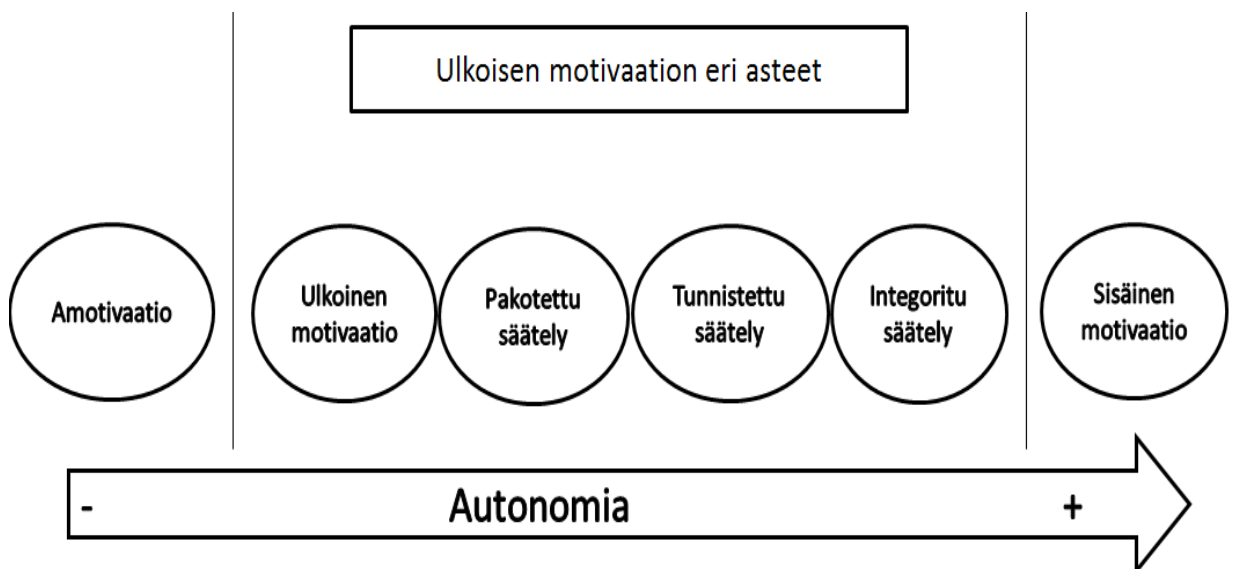 Ulkoisen motivaation eri asteet
Amotivaatio
Ulkoinen
motivaatio
Pakotettu
säätely
Tunnistettu
säätely
Integoritu
säätely
Sisäinen
motivaatio
- Autonomia +